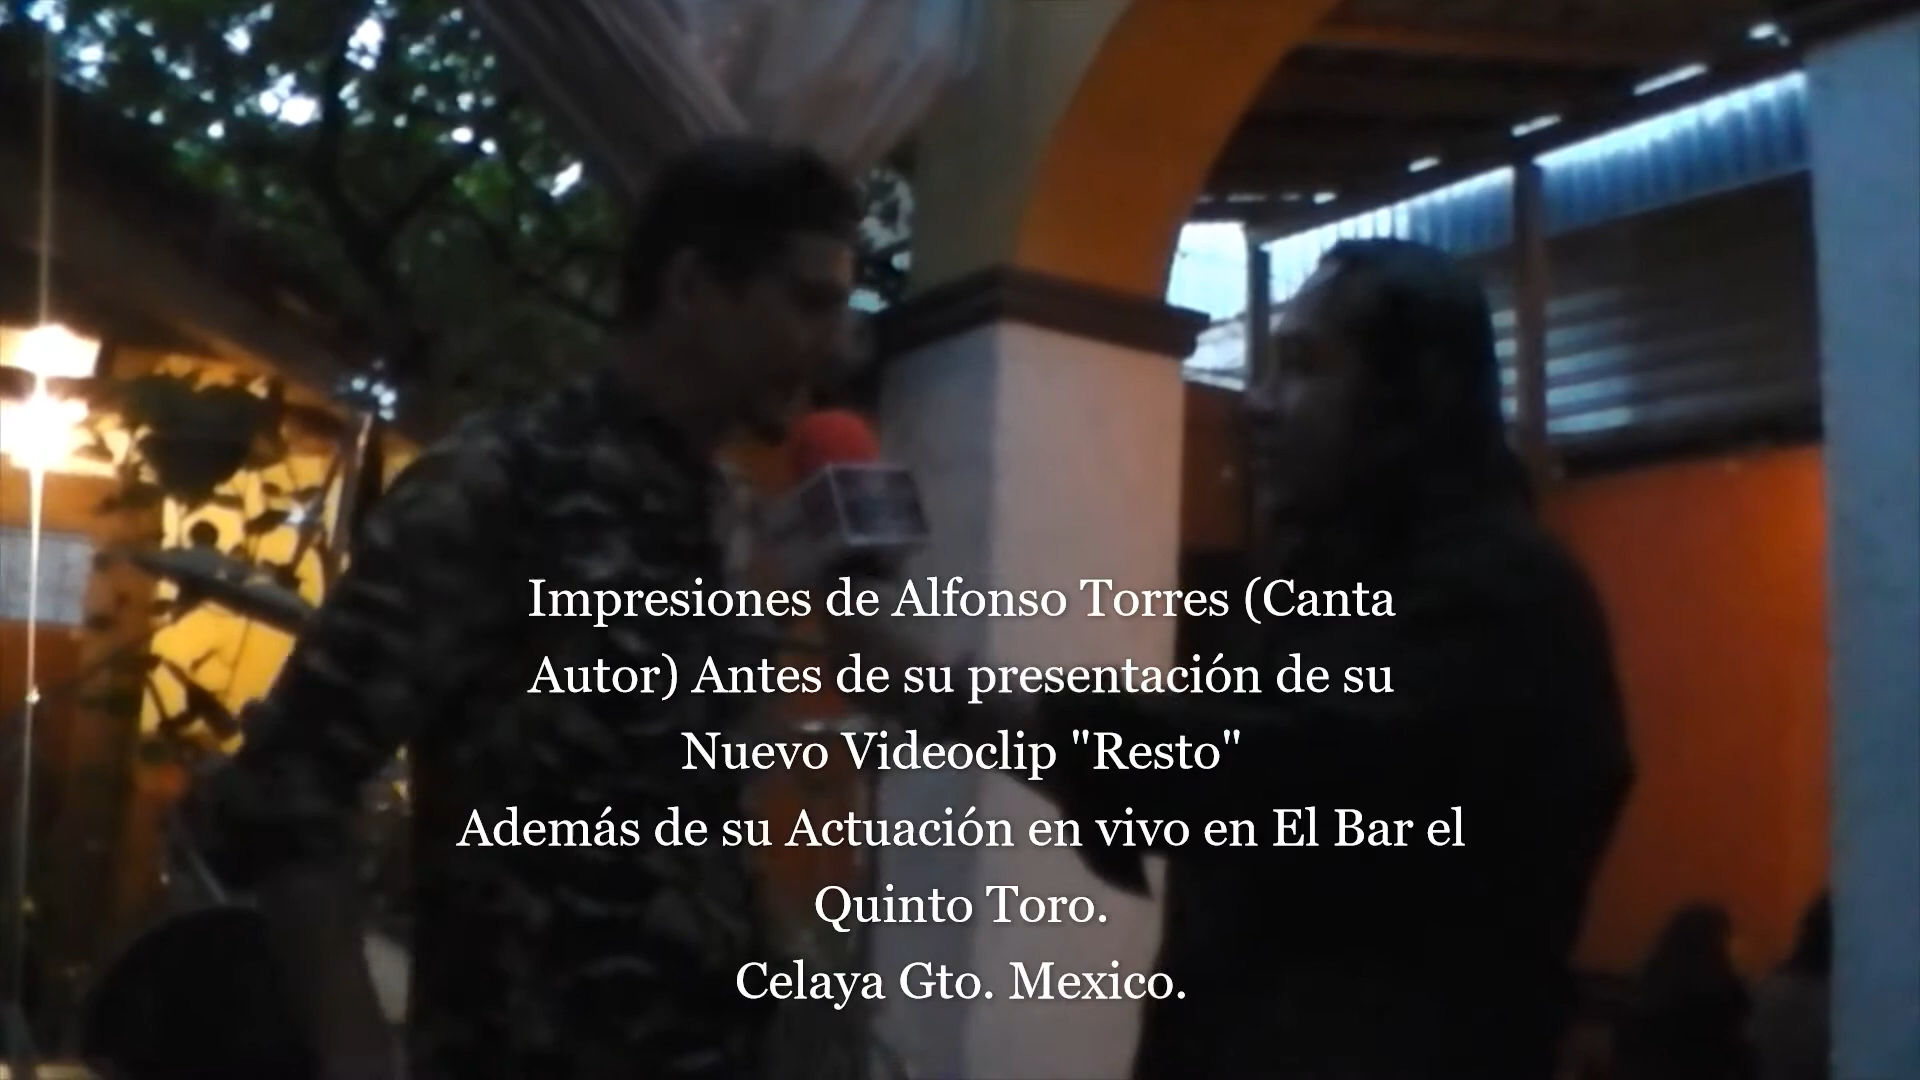 Impresiones de Alfonso Torres (Canta
Autor) Antes de su presentación de su
Nuevo Videoclip "Resto"
Además de su Actuación en vivo en El Bar el
Quinto Toro.
Celaya Gto. Mexico.